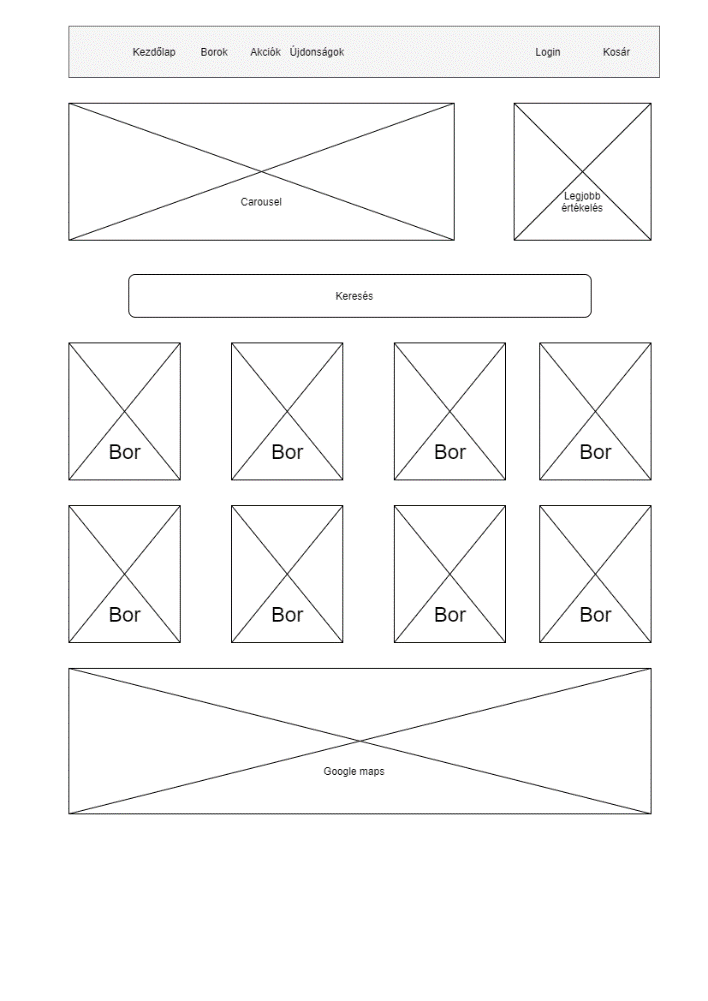 Kezdőlap Borok Akciók Újdonságok Login Kosár
Carousel
Legjobb
értékelés
Keresés
Bor Bor Bor Bor
Bor Bor Bor Bor
Google maps